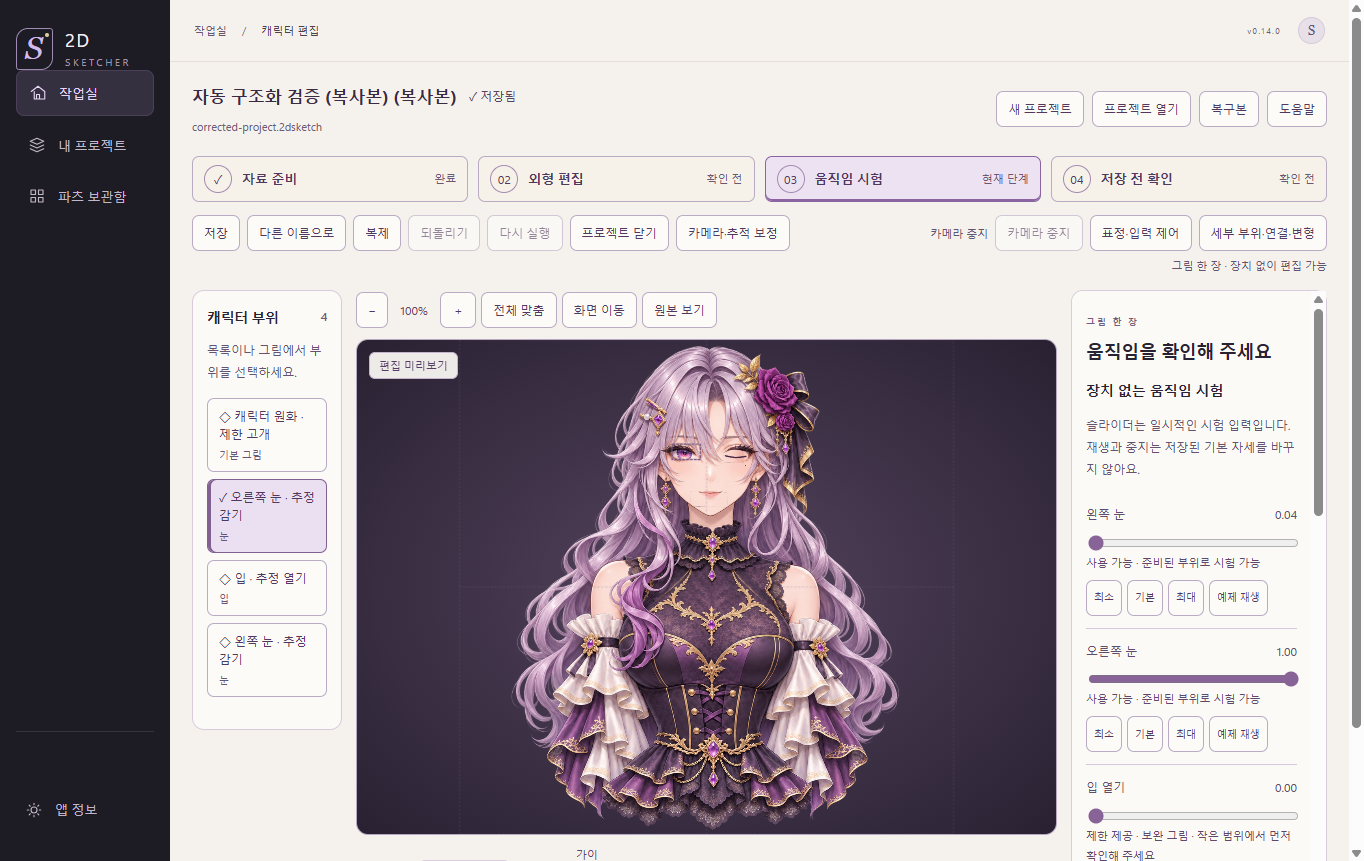 S
2D
SKETCHER
작업실
내 프로젝트
파츠 보관함
앱 정보
작업실 / 캐릭터 편집
v0.14.0
S
자동 구조화 검증 (복사본) (복사본) ✓ 저장됨
corrected-project.2dsketch
새 프로젝트
프로젝트 열기
복구본
도움말
✓ 자료 준비 완료
02 외형 편집 확인 전
03 움직임 시험 현재 단계
04 저장 전 확인 확인 전
저장
다른 이름으로
복제
되돌리기
다시 실행
프로젝트 닫기
카메라·추적 보정
카메라 중지
카메라 중지
표정·입력 제어
세부 부위·연결·변형
그림 한 장 · 장치 없이 편집 가능
캐릭터 부위 4
목록이나 그림에서 부
위를 선택하세요.
◇ 캐릭터 원화 ·
제한 고개
기본 그림
✓ 오른쪽 눈 · 추정
감기
눈
◇ 입 · 추정 열기
입
◇ 왼쪽 눈 · 추정
감기
눈
−
100%
+
전체 맞춤
화면 이동
원본 보기
편집 미리보기
가이
그림 한 장
움직임을 확인해 주세요
장치 없는 움직임 시험
슬라이더는 일시적인 시험 입력입니다.
재생과 중지는 저장된 기본 자세를 바꾸
지 않아요.
왼쪽 눈 0.04
사용 가능 · 준비된 부위로 시험 가능
최소
기본
최대
예제 재생
오른쪽 눈 1.00
사용 가능 · 준비된 부위로 시험 가능
최소
기본
최대
예제 재생
입 열기 0.00
제한 제공 · 보완 그림 · 작은 범위에서 먼저
확인해 주세요